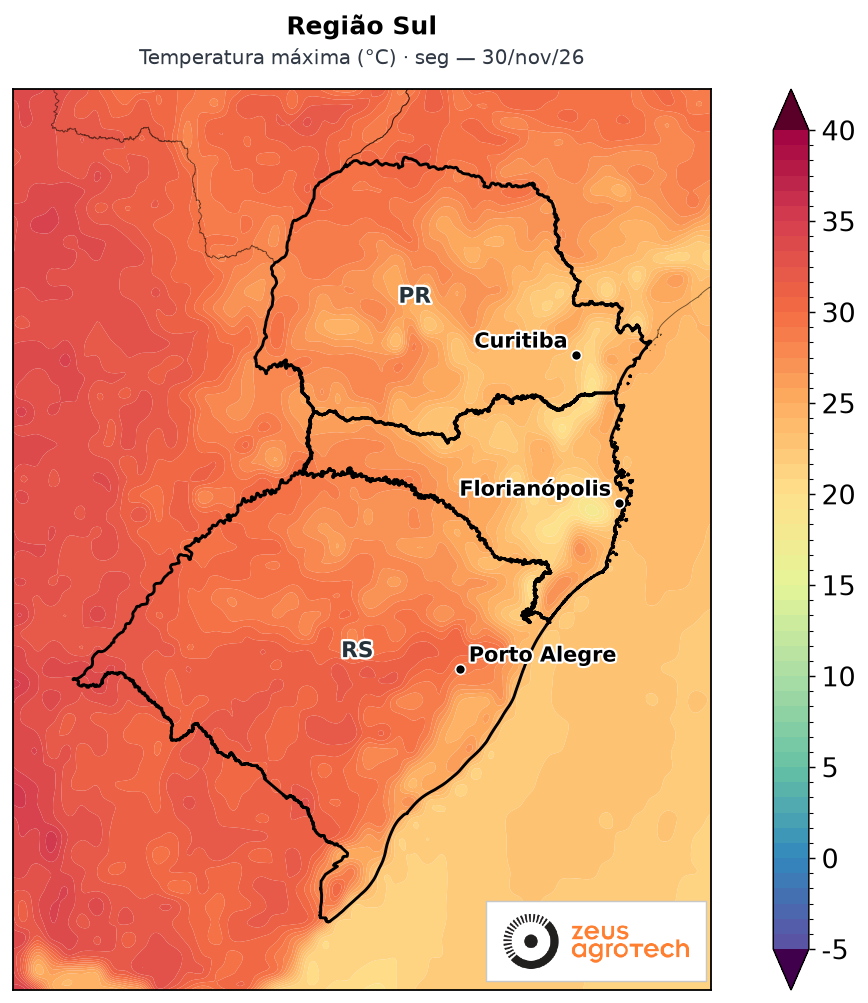 Região Sul
Temperatura máxima (°C) · seg — 30/nov/26
40
35
30
25
20
15
10
5
0
-5
PR
Curitiba
Florianópolis
RS
Porto Alegre
zeus
agrotech